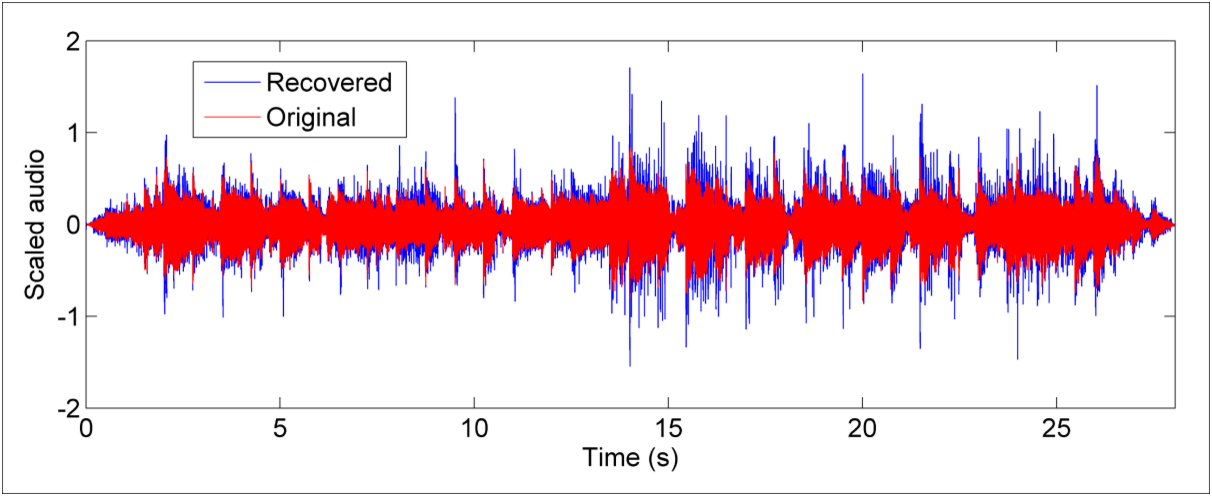 2
Recovered
Original
1
0
-1
-2
Scaled audio
0 5 10 15 20 25
Time (s)